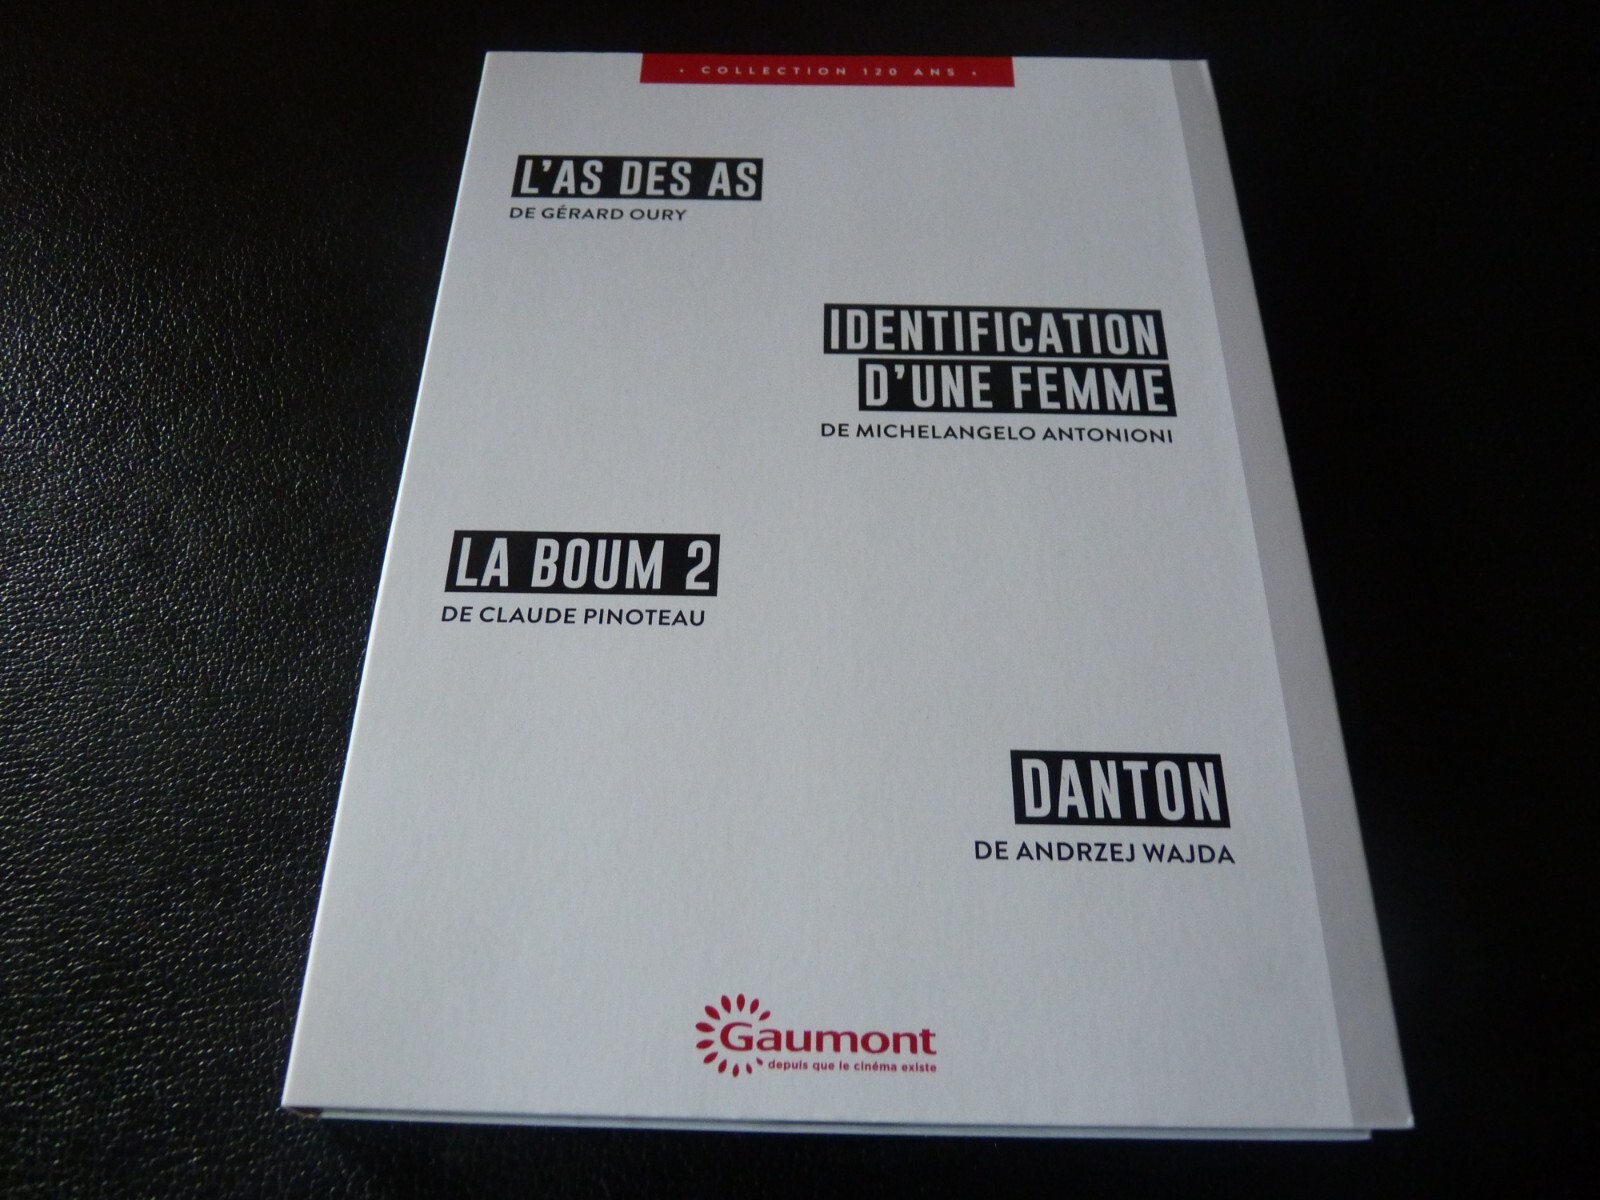 • COLLECTION 120 ANS •
L'AS DES AS
DE GÉRARD OURY
IDENTIFICATION
D'UNE FEMME
DE MICHELANGELO ANTONIONI
LA BOUM 2
DE CLAUDE PINOTEAU
DANTON
DE ANDRZEJ WAJDA
Gaumont
depuis que le cinéma existe